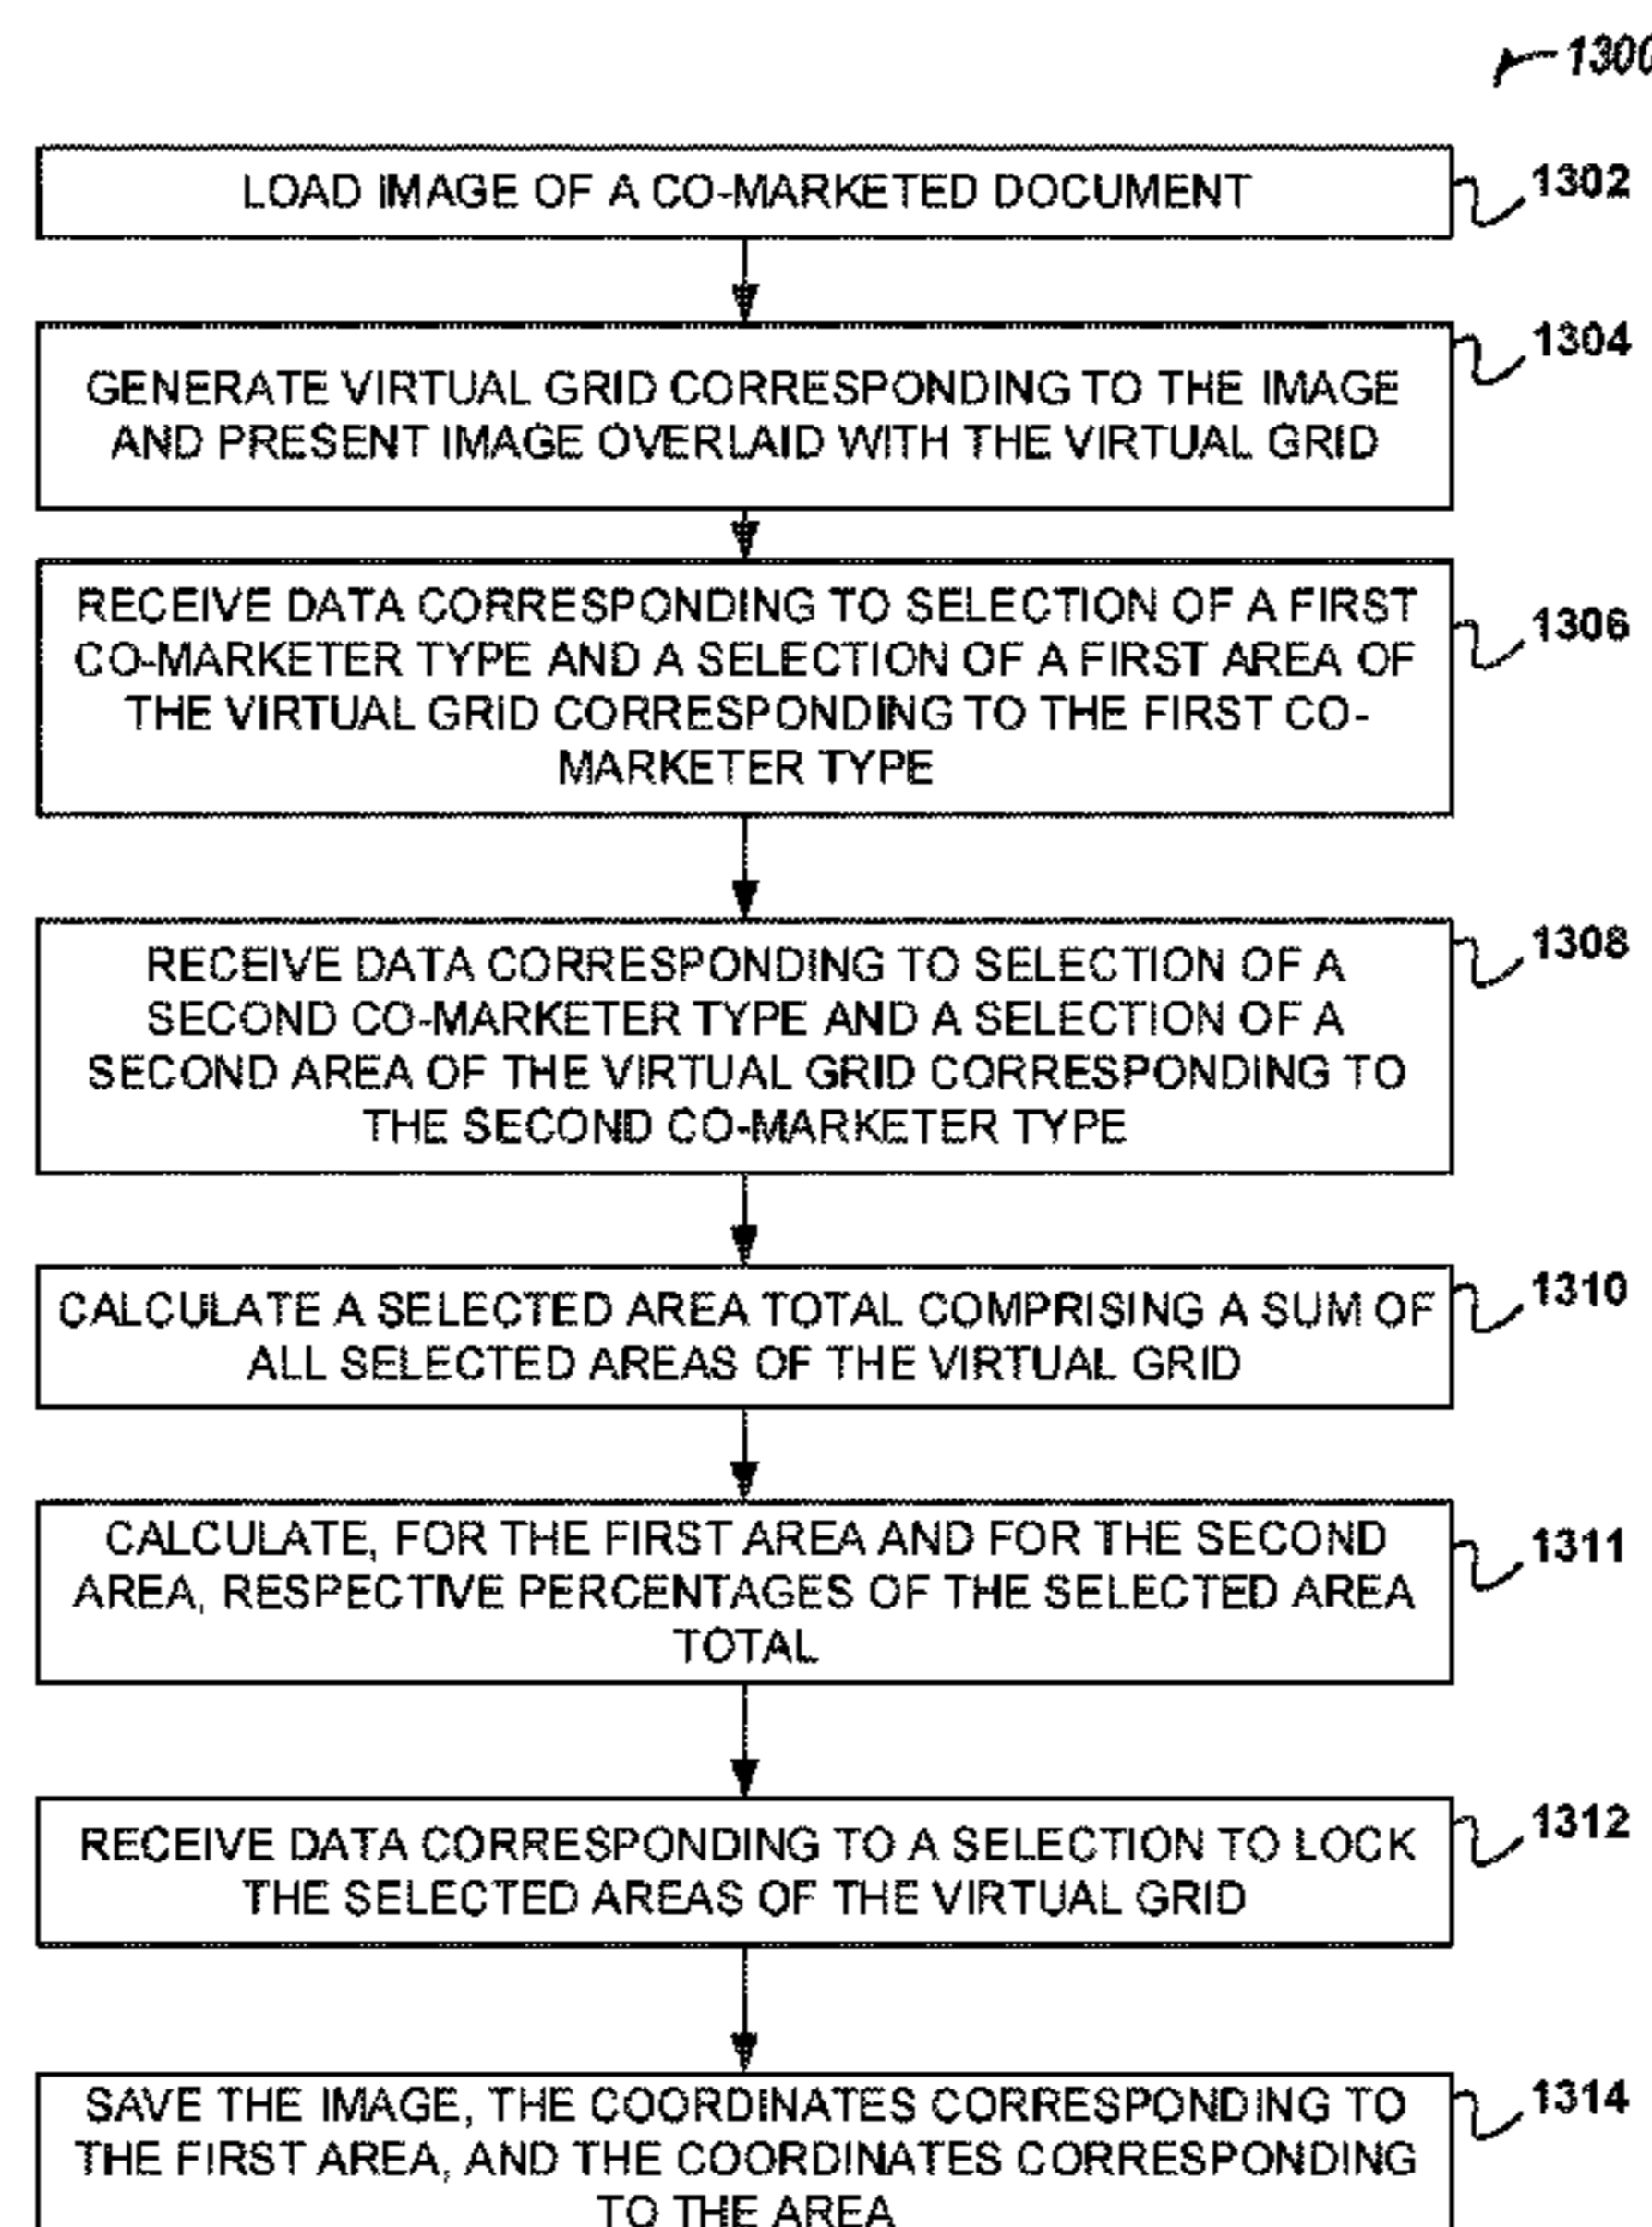 1300
LOAD IMAGE OF A CO-MARKETED DOCUMENT
1302
GENERATE VIRTUAL GRID CORRESPONDING TO THE IMAGE
AND PRESENT IMAGE OVERLAID WITH THE VIRTUAL GRID
1304
RECEIVE DATA CORRESPONDING TO SELECTION OF A FIRST
CO-MARKETER TYPE AND A SELECTION OF A FIRST AREA OF
THE VIRTUAL GRID CORRESPONDING TO THE FIRST CO-
MARKETER TYPE
1306
RECEIVE DATA CORRESPONDING TO SELECTION OF A
SECOND CO-MARKETER TYPE AND A SELECTION OF A
SECOND AREA OF THE VIRTUAL GRID CORRESPONDING TO
THE SECOND CO-MARKETER TYPE
1308
CALCULATE A SELECTED AREA TOTAL COMPRISING A SUM OF
ALL SELECTED AREAS OF THE VIRTUAL GRID
1310
CALCULATE, FOR THE FIRST AREA AND FOR THE SECOND
AREA, RESPECTIVE PERCENTAGES OF THE SELECTED AREA
TOTAL
1311
RECEIVE DATA CORRESPONDING TO A SELECTION TO LOCK
THE SELECTED AREAS OF THE VIRTUAL GRID
1312
SAVE THE IMAGE, THE COORDINATES CORRESPONDING TO
THE FIRST AREA, AND THE COORDINATES CORRESPONDING
TO THE AREA
1314